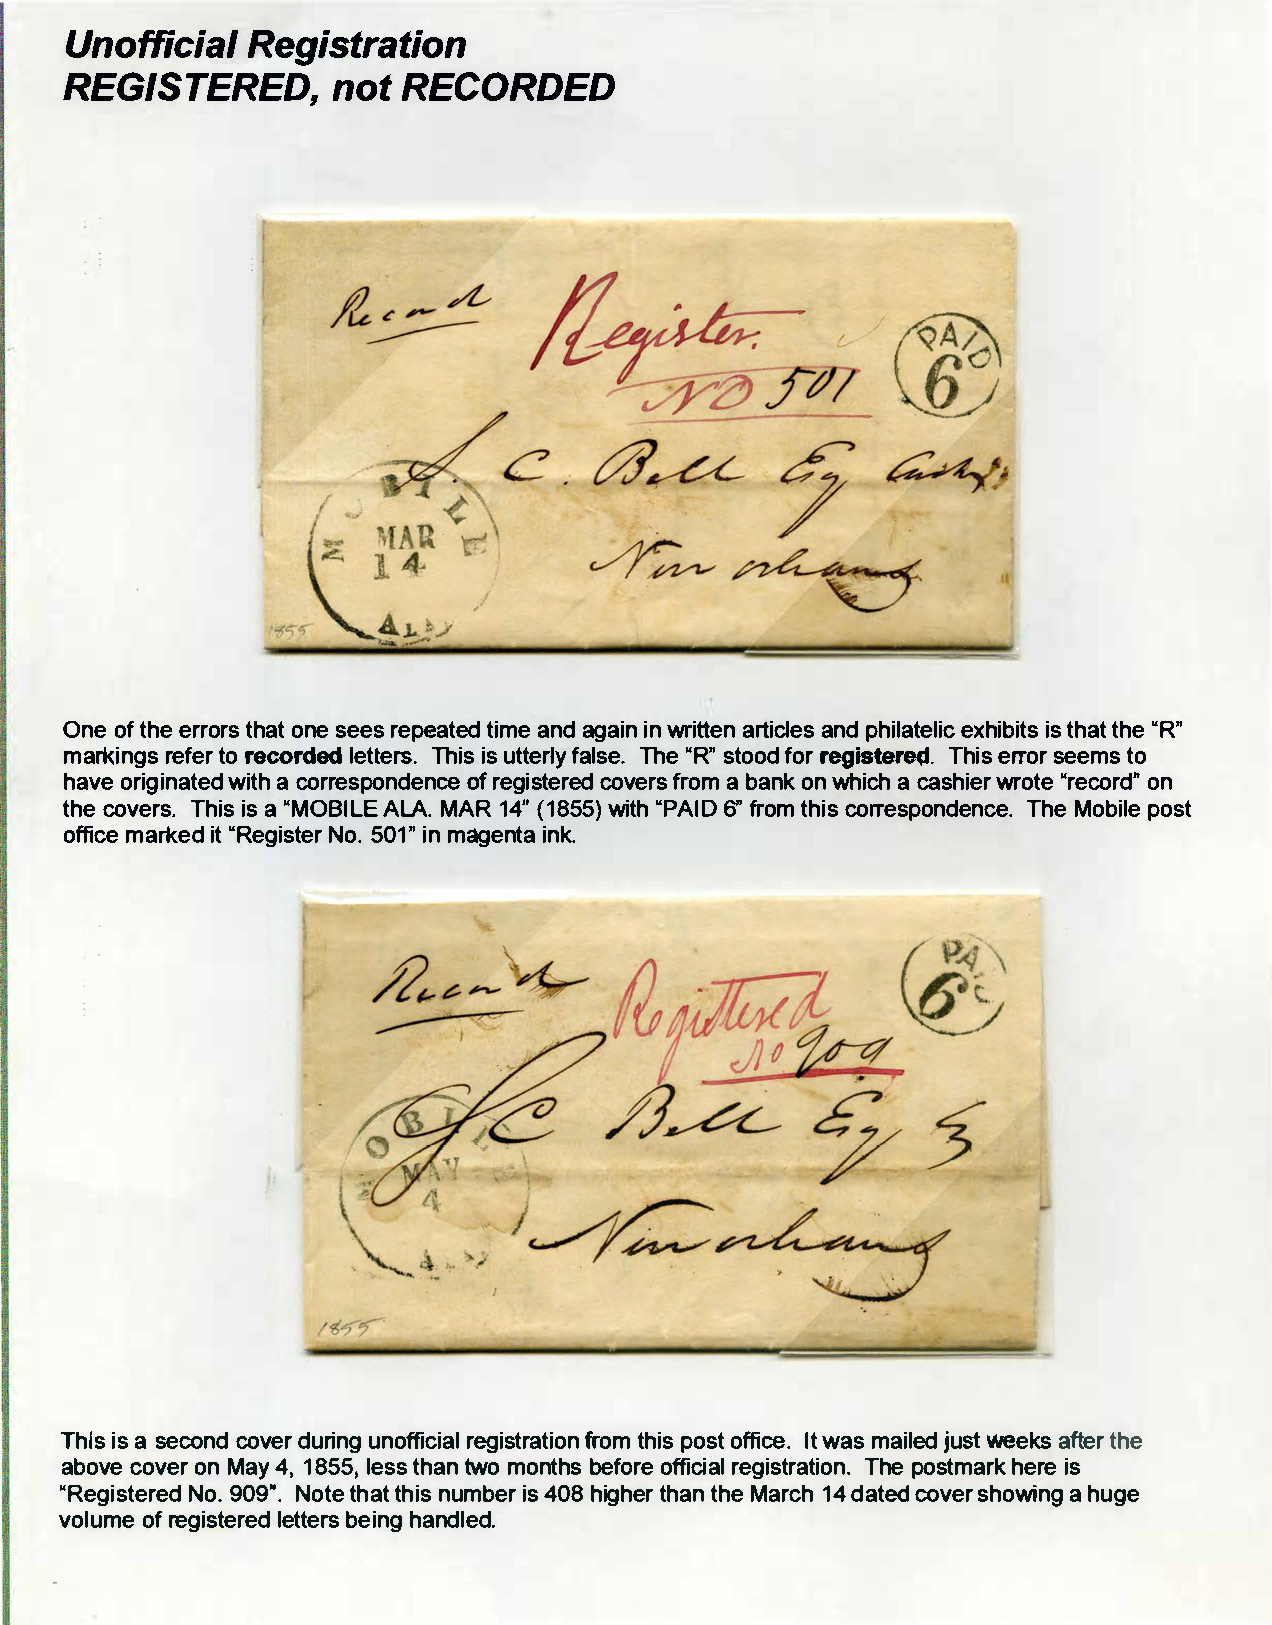 Unofficial Registration
REGISTERED, not RECORDED
Record
Register.
NO 501
PAID
6
S. C. Bell Esq Cash
New orleans
MOBILE
MAR
14
ALA
1855
One of the errors that one sees repeated time and again in written articles and philatelic exhibits is that the “R”
markings refer to recorded letters. This is utterly false. The “R” stood for registered. This error seems to
have originated with a correspondence of registered covers from a bank on which a cashier wrote “record” on
the covers. This is a “MOBILE ALA. MAR 14” (1855) with “PAID 6” from this correspondence. The Mobile post
office marked it “Register No. 501” in magenta ink.
Record
Registered
No 909
PAID
6
S C Bell Esq
New orleans
MOBILE
MAY
4
ALA
1855
This is a second cover during unofficial registration from this post office. It was mailed just weeks after the
above cover on May 4, 1855, less than two months before official registration. The postmark here is
“Registered No. 909”. Note that this number is 408 higher than the March 14 dated cover showing a huge
volume of registered letters being handled.